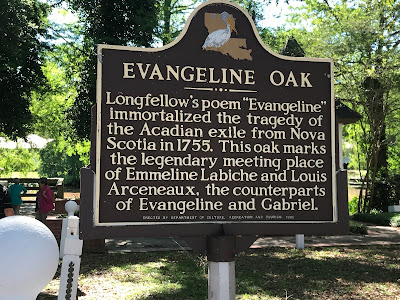 EVANGELINE OAK
Longfellow's poem "Evangeline"
immortalized the tragedy of
the Acadian exile from Nova
Scotia in 1755. This oak marks
the legendary meeting place
of Emmeline Labiche and Louis
Arceneaux, the counterparts
of Evangeline and Gabriel.
ERECTED BY DEPARTMENT OF CULTURE, RECREATION AND TOURISM,